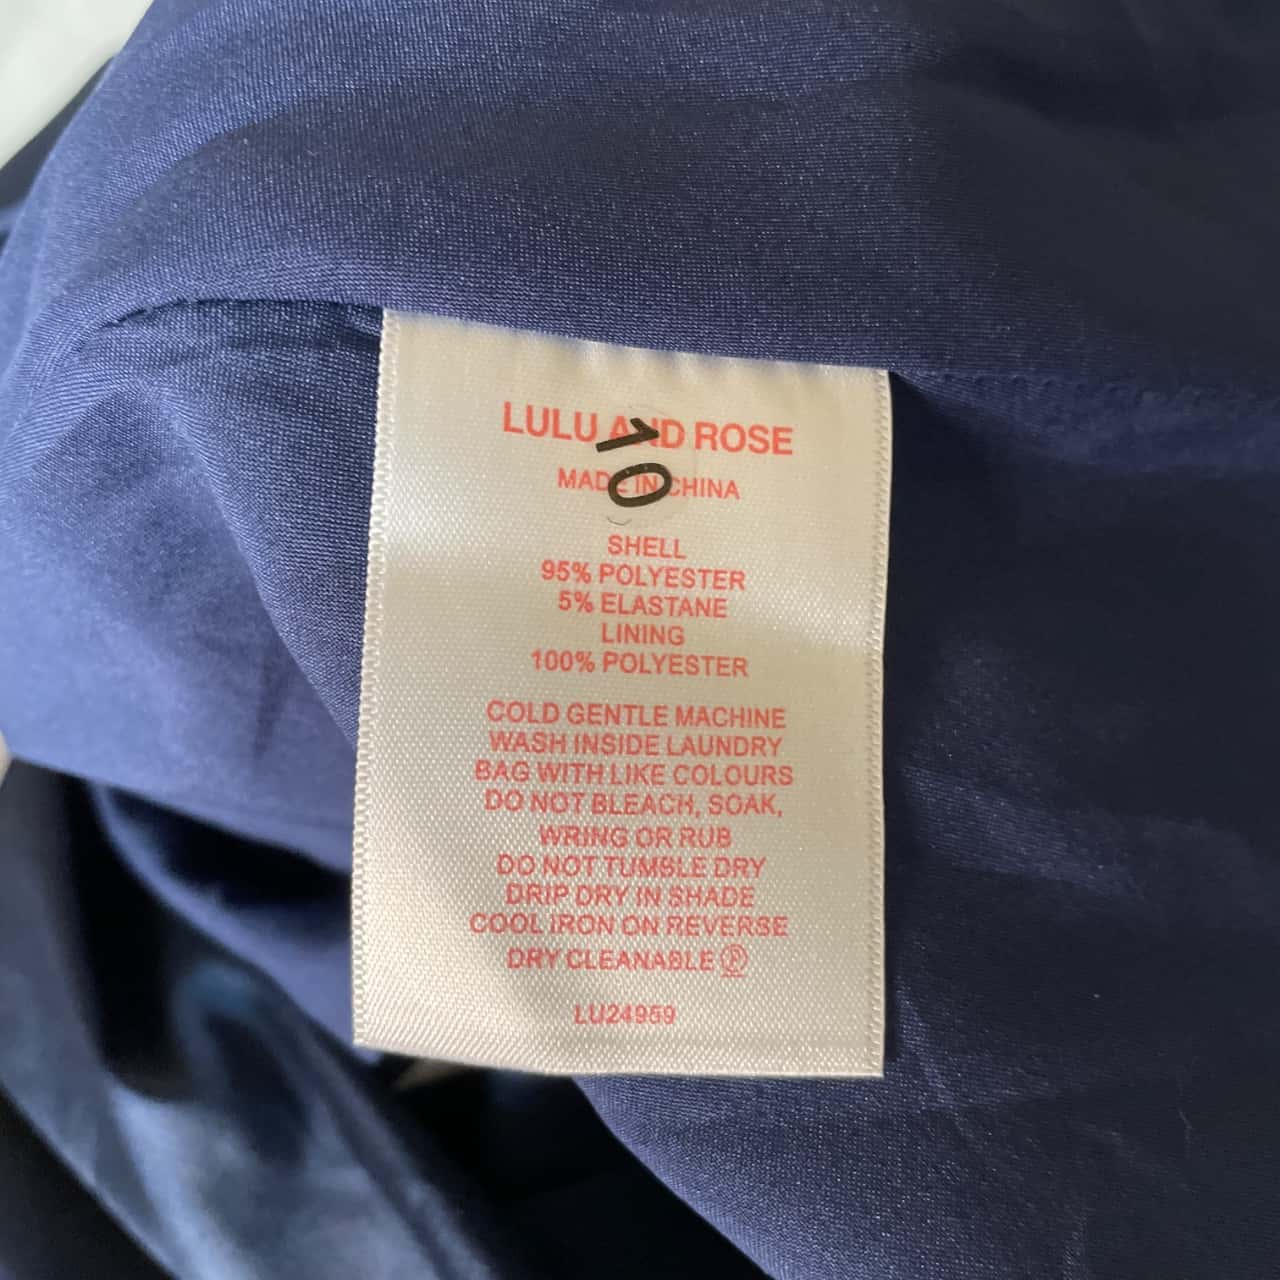 LULU AND ROSE
MADE IN CHINA
10
SHELL
95% POLYESTER
5% ELASTANE
LINING
100% POLYESTER
COLD GENTLE MACHINE
WASH INSIDE LAUNDRY
BAG WITH LIKE COLOURS
DO NOT BLEACH, SOAK,
WRING OR RUB
DO NOT TUMBLE DRY
DRIP DRY IN SHADE
COOL IRON ON REVERSE
DRY CLEANABLE Ⓟ
LU24959